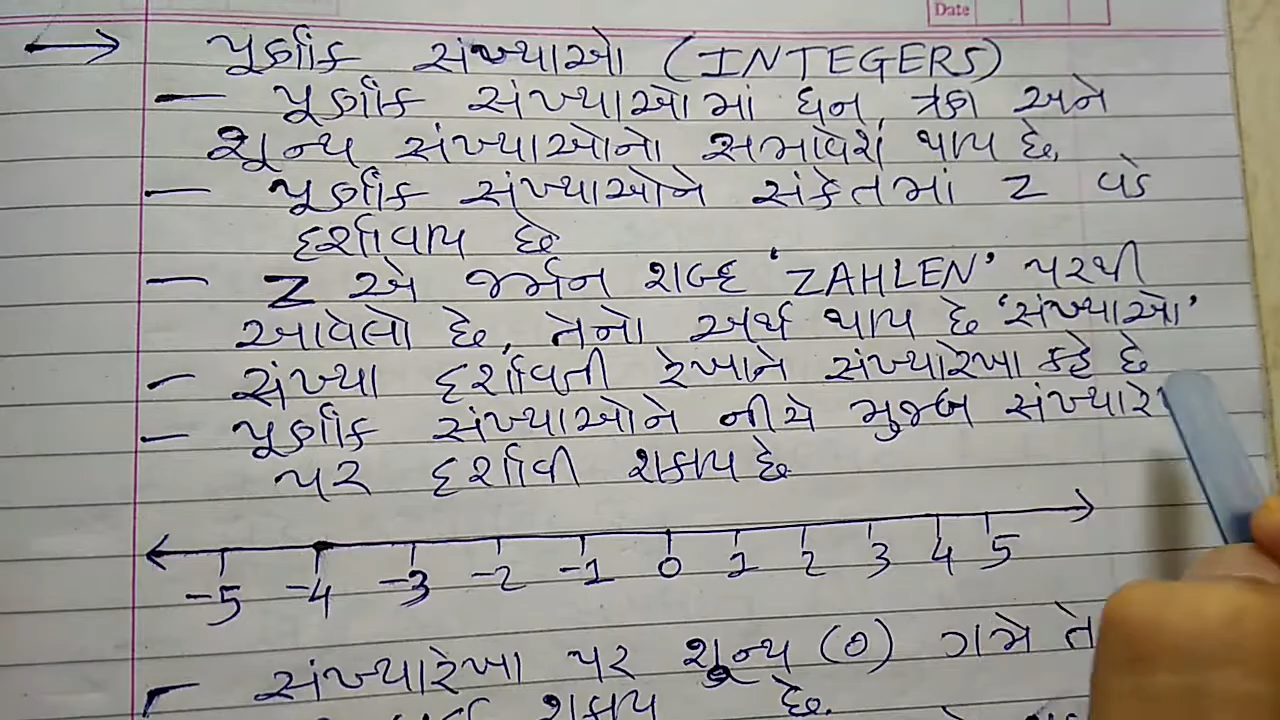 Date
→ પૂર્ણાંક સંખ્યાઓ (INTEGERS)
– પૂર્ણાંક સંખ્યાઓમાં ધન, ઋણ અને
શૂન્ય સંખ્યાઓનો સમાવેશ થાય છે.
– પૂર્ણાંક સંખ્યાઓને સંકેતમાં Z વડે
દર્શાવાય છે
– Z એ જર્મન શબ્દ 'ZAHLEN' પરથી
આવેલો છે, તેનો અર્થ થાય છે 'સંખ્યાઓ'
– સંખ્યા દર્શાવતી રેખાને સંખ્યારેખા કહે છે
– પૂર્ણાંક સંખ્યાઓને નીચે મુજબ
પર દર્શાવી શકાય છે
-5 -4 -3 -2 -1 0 1 2 3 4 5
– સંખ્યારેખા પર શૂન્ય (0) ગમે તે
શકાય છે.